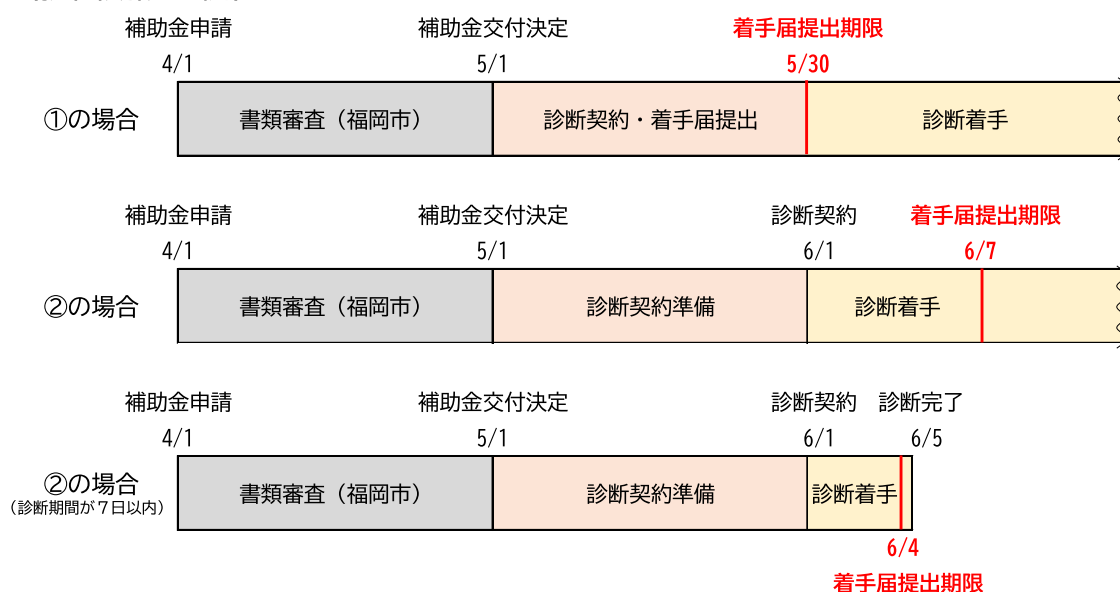 補助金申請 補助金交付決定 着手届提出期限
4/1 5/1 5/30
①の場合 書類審査（福岡市） 診断契約・着手届提出 診断着手
補助金申請 補助金交付決定 診断契約 着手届提出期限
4/1 5/1 6/1 6/7
②の場合 書類審査（福岡市） 診断契約準備 診断着手
補助金申請 補助金交付決定 診断契約 診断完了
4/1 5/1 6/1 6/5
②の場合 書類審査（福岡市） 診断契約準備 診断着手
（診断期間が７日以内）
6/4
着手届提出期限